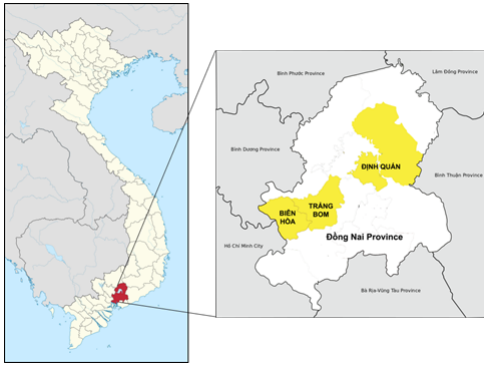 Bình Phước Province
Lâm Đồng Province
Bình Dương Province
ĐỊNH QUÁN
Bình Thuận Province
BIÊN
HÒA
TRẢNG
BOM
Đồng Nai Province
Hồ Chí Minh City
Bà Rịa-Vũng Tàu Province